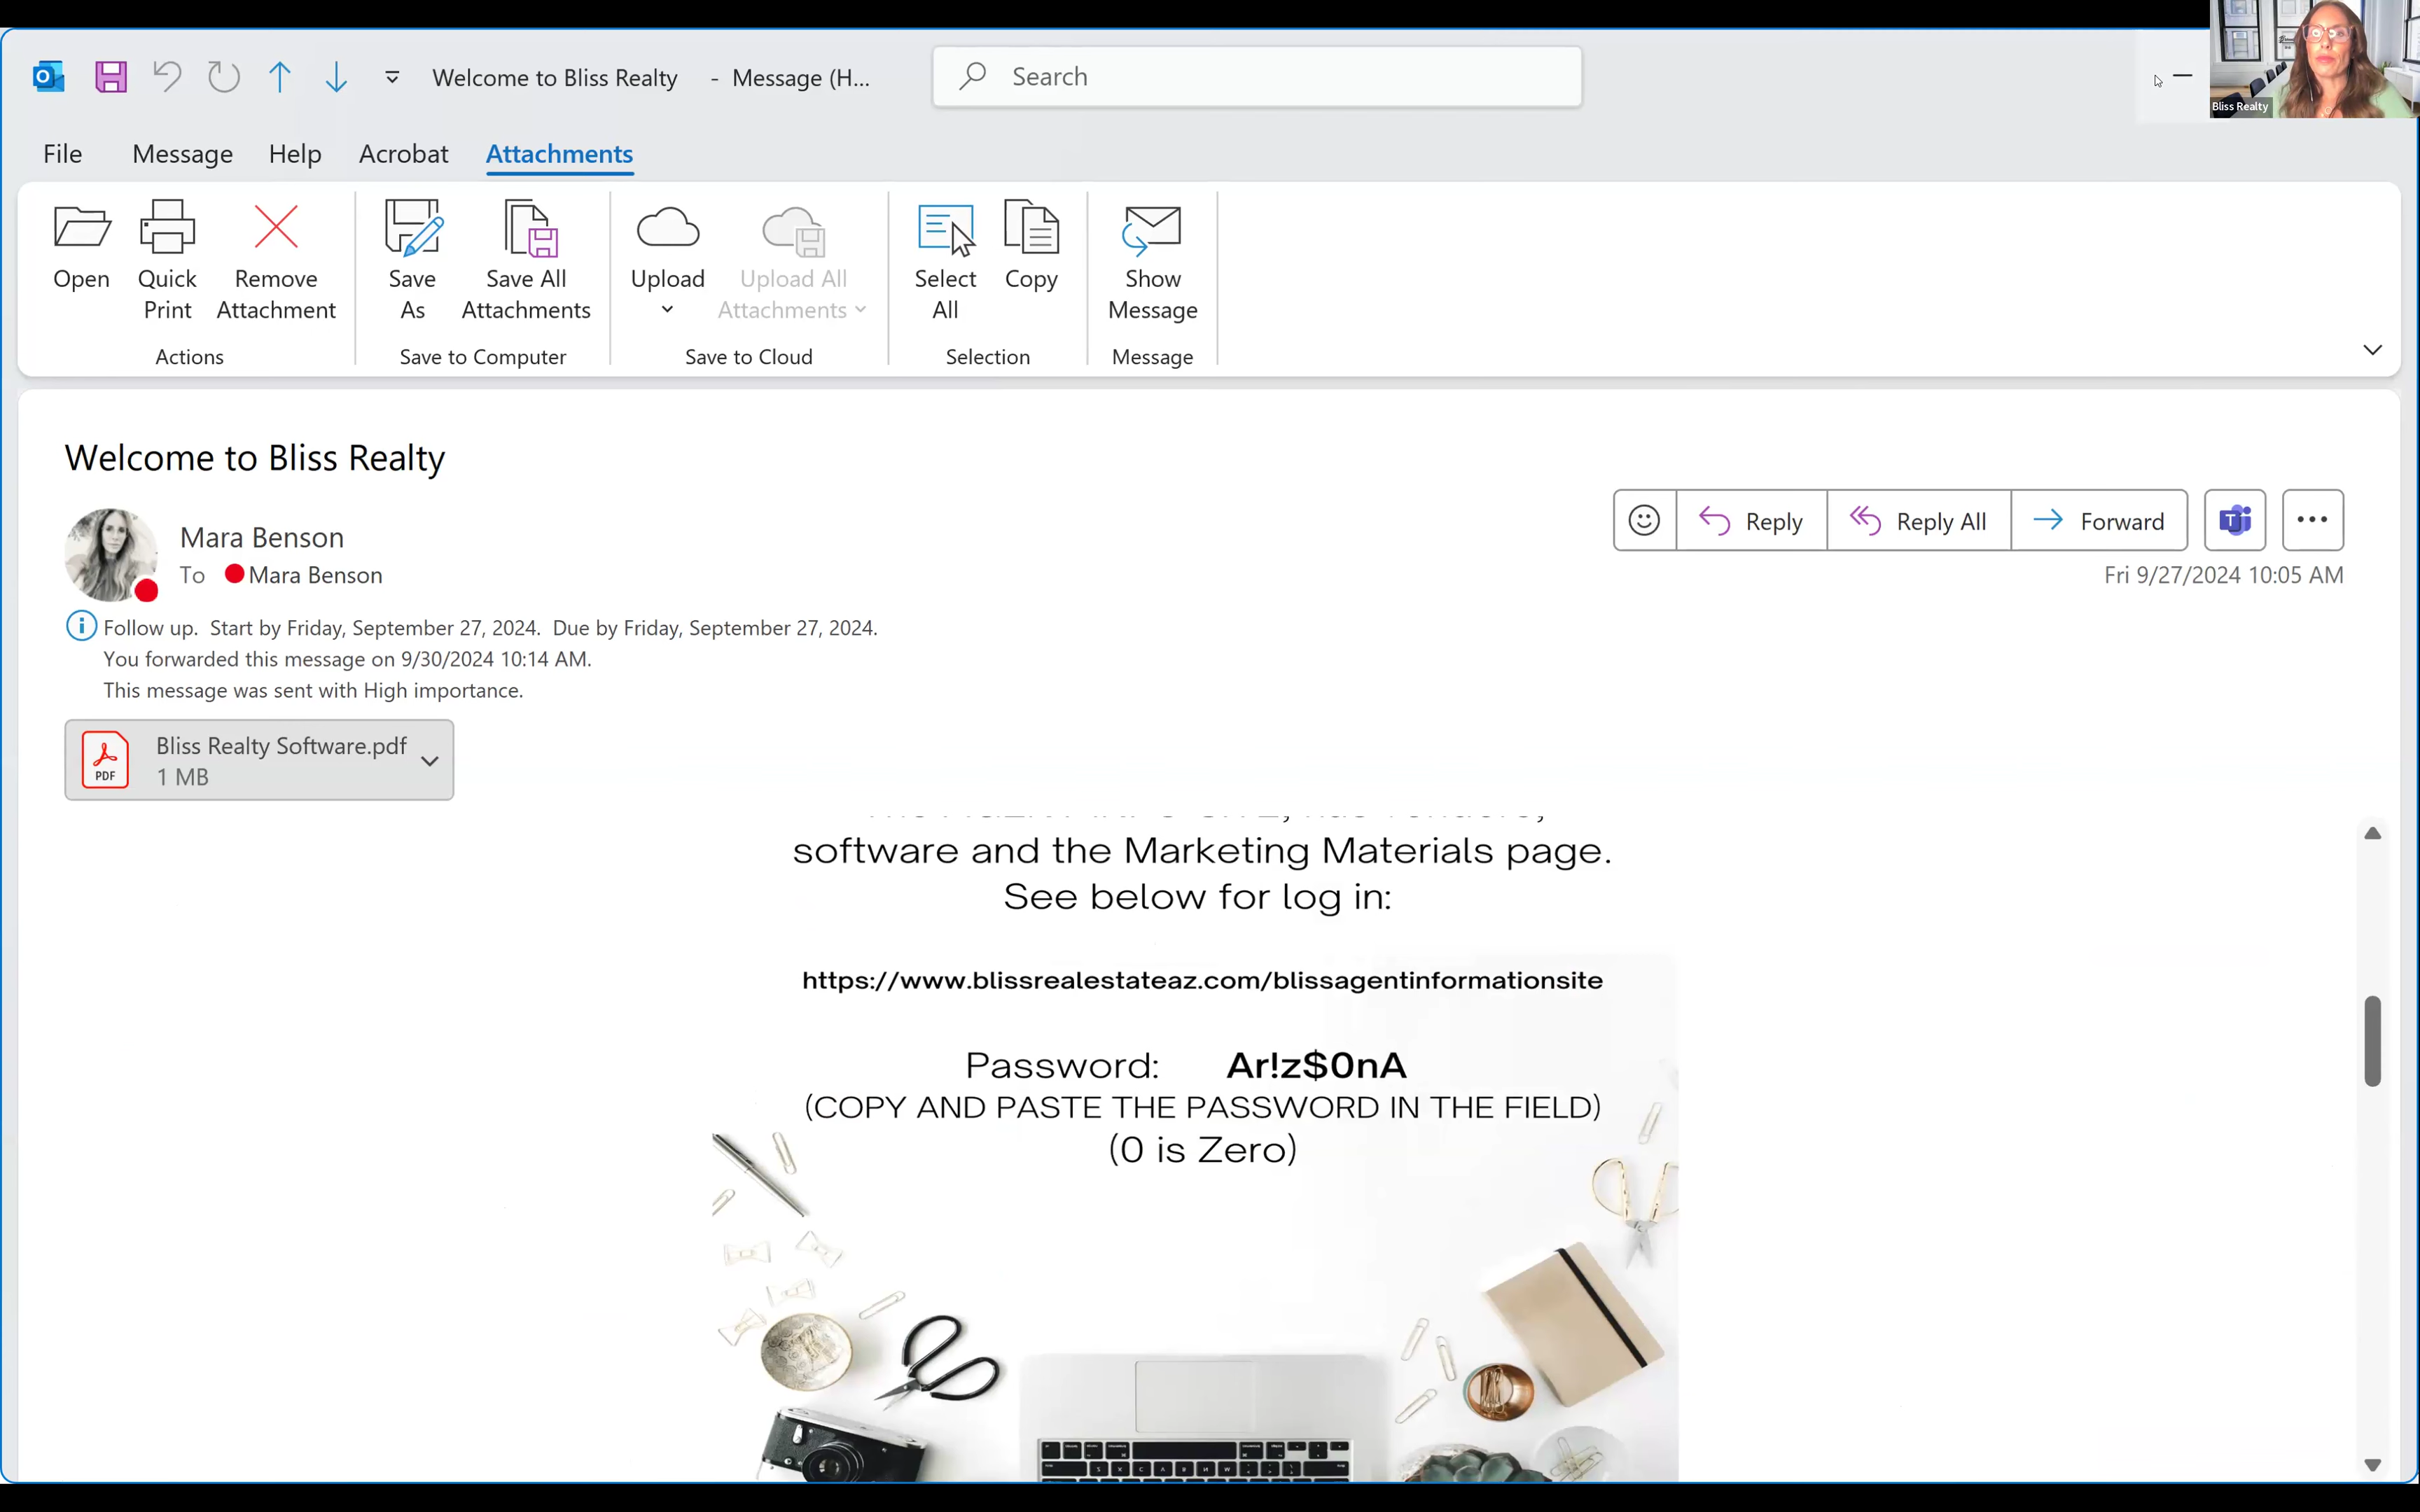 Welcome to Bliss Realty - Message (H...
Search
Bliss Realty
File Message Help Acrobat Attachments
Open
Quick Print
Remove Attachment
Save As
Save All Attachments
Upload
Upload All Attachments
Select All
Copy
Show Message
Actions
Save to Computer
Save to Cloud
Selection
Message
Welcome to Bliss Realty
Mara Benson
To Mara Benson
Reply
Reply All
Forward
Fri 9/27/2024 10:05 AM
Follow up. Start by Friday, September 27, 2024. Due by Friday, September 27, 2024.
You forwarded this message on 9/30/2024 10:14 AM.
This message was sent with High importance.
PDF
Bliss Realty Software.pdf
1 MB
software and the Marketing Materials page.
See below for log in:
https://www.blissrealestateaz.com/blissagentinformationsite
Password: Ar!z$0nA
(COPY AND PASTE THE PASSWORD IN THE FIELD)
(0 is Zero)